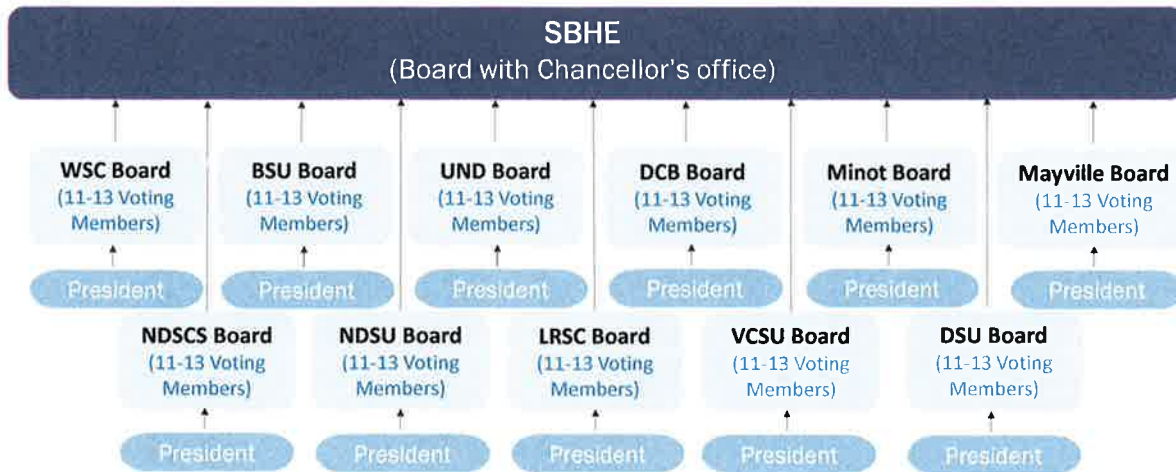 SBHE
(Board with Chancellor's office)
WSC Board
(11-13 Voting
Members)
BSU Board
(11-13 Voting
Members)
UND Board
(11-13 Voting
Members)
DCB Board
(11-13 Voting
Members)
Minot Board
(11-13 Voting
Members)
Mayville Board
(11-13 Voting
Members)
President
President
President
President
President
President
NDSCS Board
(11-13 Voting
Members)
NDSU Board
(11-13 Voting
Members)
LRSC Board
(11-13 Voting
Members)
VCSU Board
(11-13 Voting
Members)
DSU Board
(11-13 Voting
Members)
President
President
President
President
President